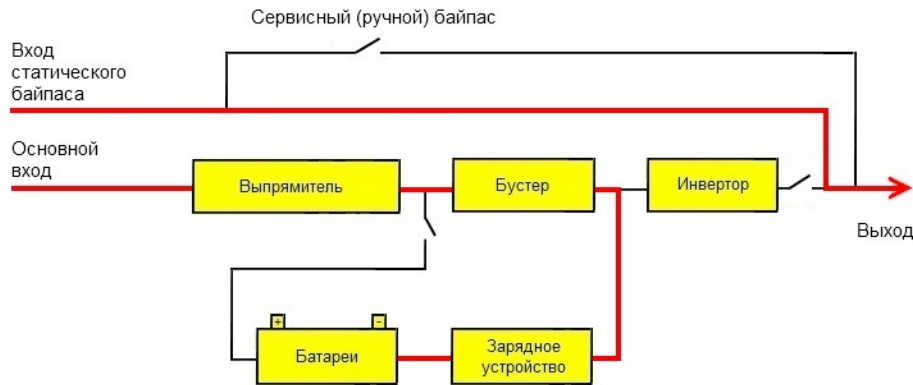 Сервисный (ручной) байпас
Вход
статического
байпаса
Основной
вход
Выпрямитель
Бустер
Инвертор
Выход
+
-
Батареи
Зарядное
устройство